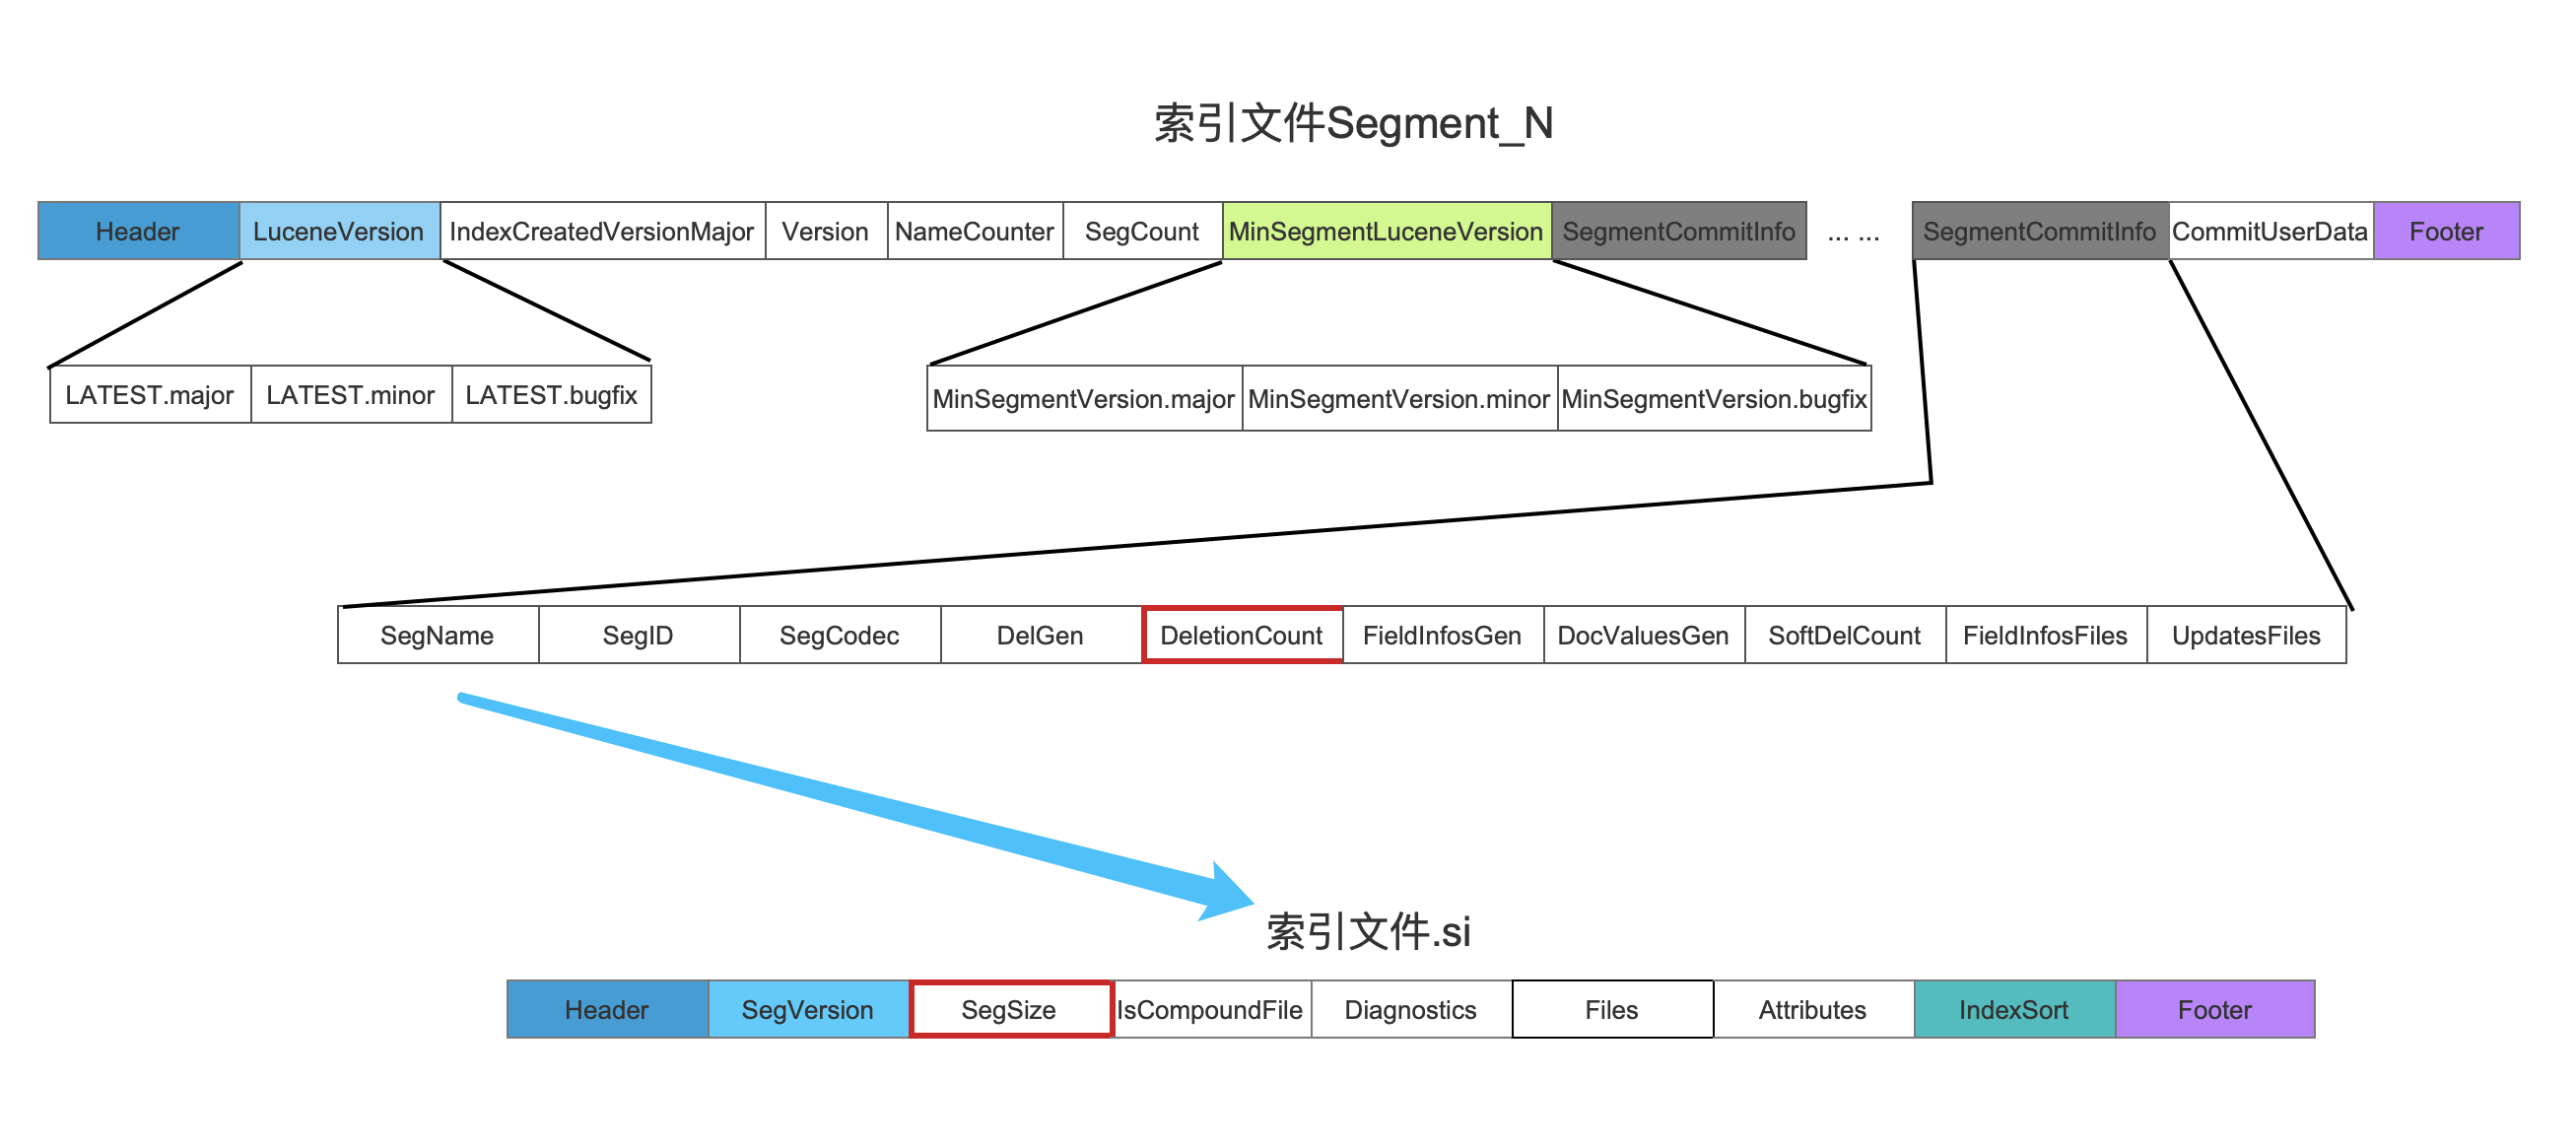 索引文件Segment_N
Header LuceneVersion IndexCreatedVersionMajor Version NameCounter SegCount MinSegmentLuceneVersion SegmentCommitInfo ... ... SegmentCommitInfo CommitUserData Footer
LATEST.major LATEST.minor LATEST.bugfix
MinSegmentVersion.major MinSegmentVersion.minor MinSegmentVersion.bugfix
SegName SegID SegCodec DelGen DeletionCount FieldInfosGen DocValuesGen SoftDelCount FieldInfosFiles UpdatesFiles
索引文件.si
Header SegVersion SegSize IsCompoundFile Diagnostics Files Attributes IndexSort Footer